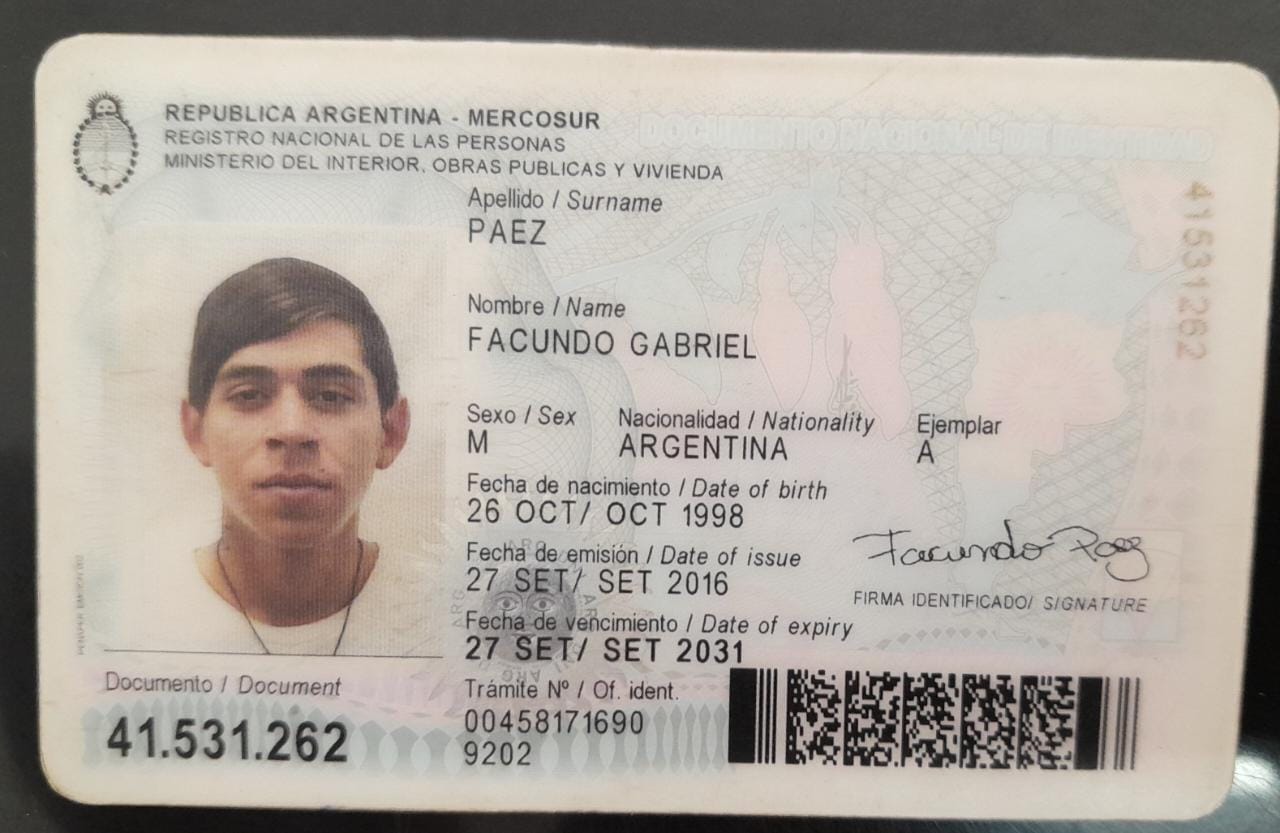 REPUBLICA ARGENTINA - MERCOSUR
REGISTRO NACIONAL DE LAS PERSONAS
MINISTERIO DEL INTERIOR, OBRAS PUBLICAS Y VIVIENDA
Apellido / Surname
PAEZ
Nombre / Name
FACUNDO GABRIEL
Sexo / Sex Nacionalidad / Nationality Ejemplar
M ARGENTINA A
Fecha de nacimiento / Date of birth
26 OCT/ OCT 1998
Fecha de emisión / Date of issue
27 SET/ SET 2016
Facundo Paez
FIRMA IDENTIFICADO/ SIGNATURE
Fecha de vencimiento / Date of expiry
27 SET/ SET 2031
Documento / Document
41.531.262
Trámite Nº / Of. ident.
00458171690
9202
41531262
DOCUMENTO NACIONAL DE IDENTIDAD
ARG
ARG